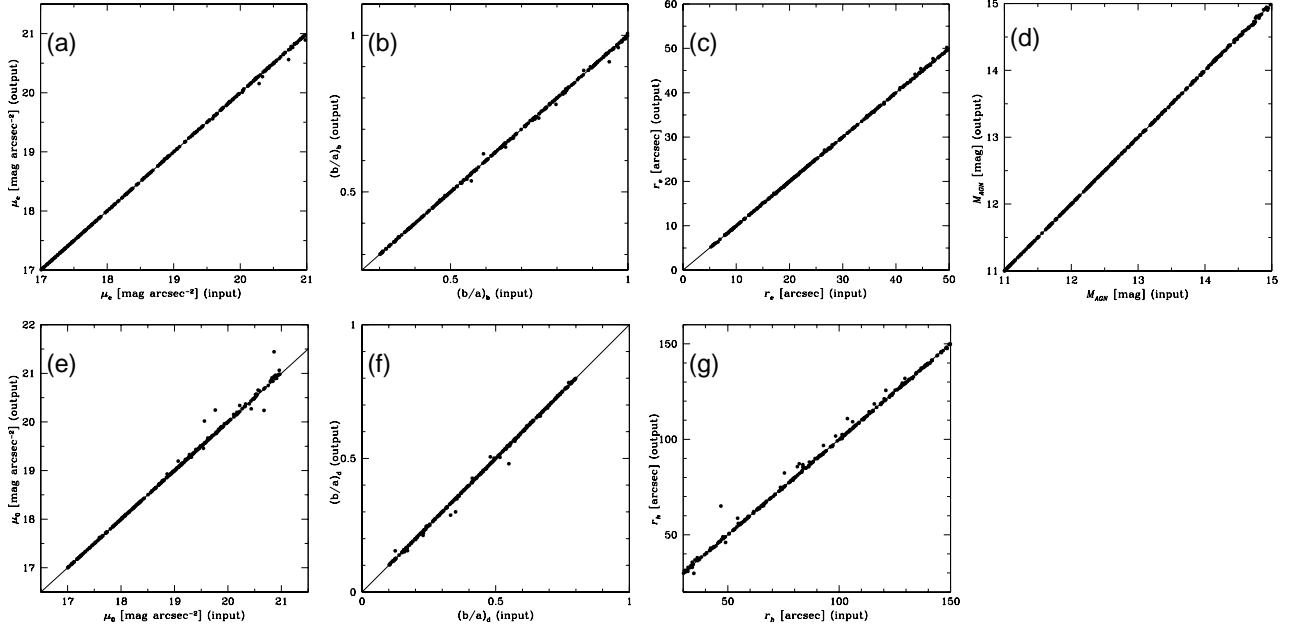 (a)
21
20
19
18
17
μe [mag arcsec−2] (output)
17 18 19 20 21
μe [mag arcsec−2] (input)
(b)
1
0.5
(b/a)b (output)
0.5 1
(b/a)b (input)
(c)
60
50
40
30
20
10
0
re [arcsec] (output)
0 10 20 30 40 50
re [arcsec] (input)
(d)
15
14
13
12
11
MAGN [mag] (output)
11 12 13 14 15
MAGN [mag] (input)
(e)
22
21
20
19
18
17
μ0 [mag arcsec−2] (output)
17 18 19 20 21
μ0 [mag arcsec−2] (input)
(f)
1
0.5
0
(b/a)d (output)
0 0.5 1
(b/a)d (input)
(g)
150
100
50
rh [arcsec] (output)
50 100 150
rh [arcsec] (input)